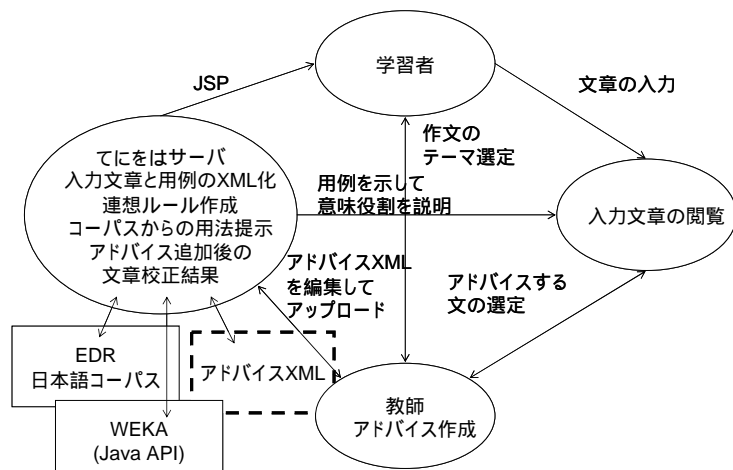 学習者
JSP
文章の入力
作文の
テーマ選定
てにをはサーバ
入力文章と用例のXML化
連想ルール作成
コーパスからの用法提示
アドバイス追加後の
文章校正結果
用例を示して
意味役割を説明
入力文章の閲覧
アドバイスXML
を編集して
アップロード
アドバイスする
文の選定
EDR
日本語コーパス
アドバイスXML
WEKA
(Java API)
教師
アドバイス作成